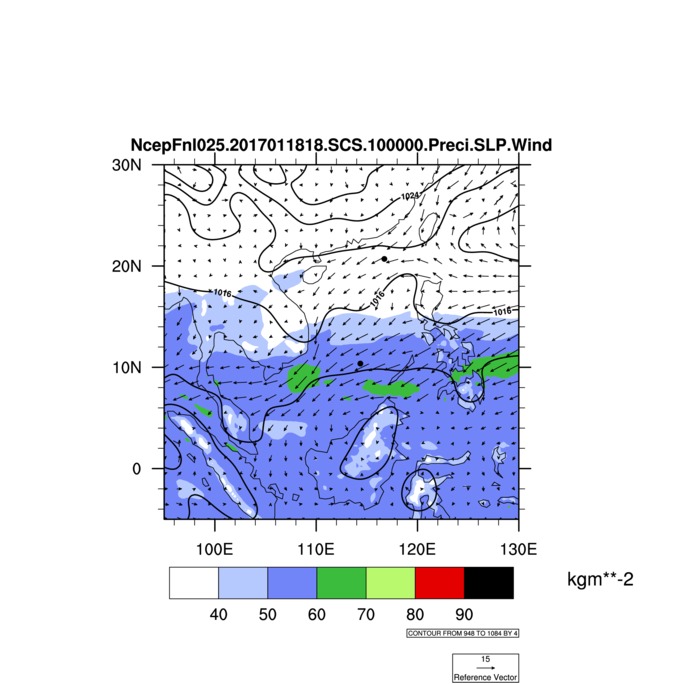 NcepFnl025.2017011818.SCS.100000.Preci.SLP.Wind
30N
1024
20N
1016
1016
1016
10N
0
100E 110E 120E 130E
kgm**-2
40 50 60 70 80 90
CONTOUR FROM 948 TO 1084 BY 4
15
Reference Vector